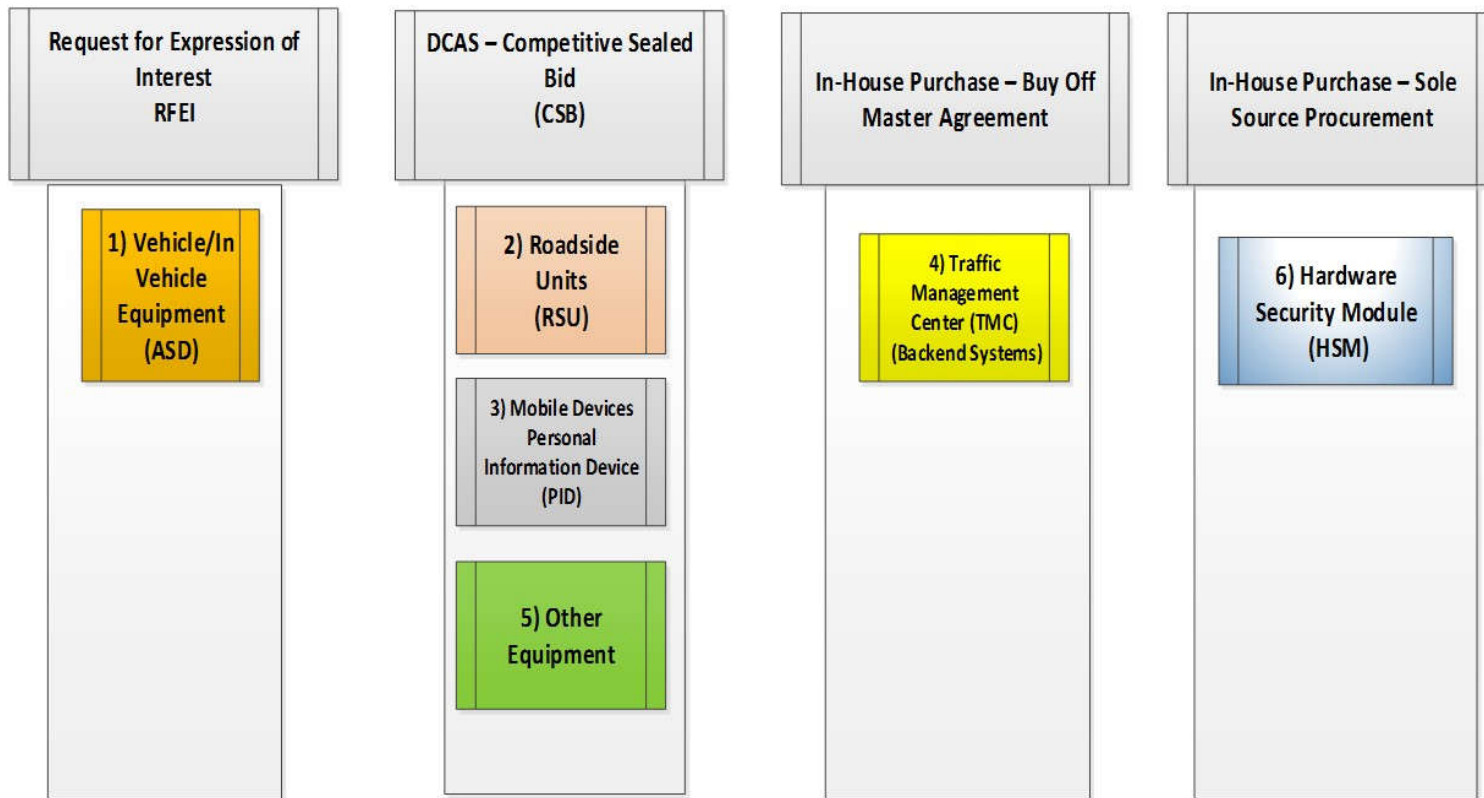 Request for Expression of
Interest
RFEI
DCAS – Competitive Sealed
Bid
(CSB)
In-House Purchase – Buy Off
Master Agreement
In-House Purchase – Sole
Source Procurement
1) Vehicle/In
Vehicle
Equipment
(ASD)
2) Roadside
Units
(RSU)
3) Mobile Devices
Personal
Information Device
(PID)
5) Other
Equipment
4) Traffic
Management
Center (TMC)
(Backend Systems)
6) Hardware
Security Module
(HSM)